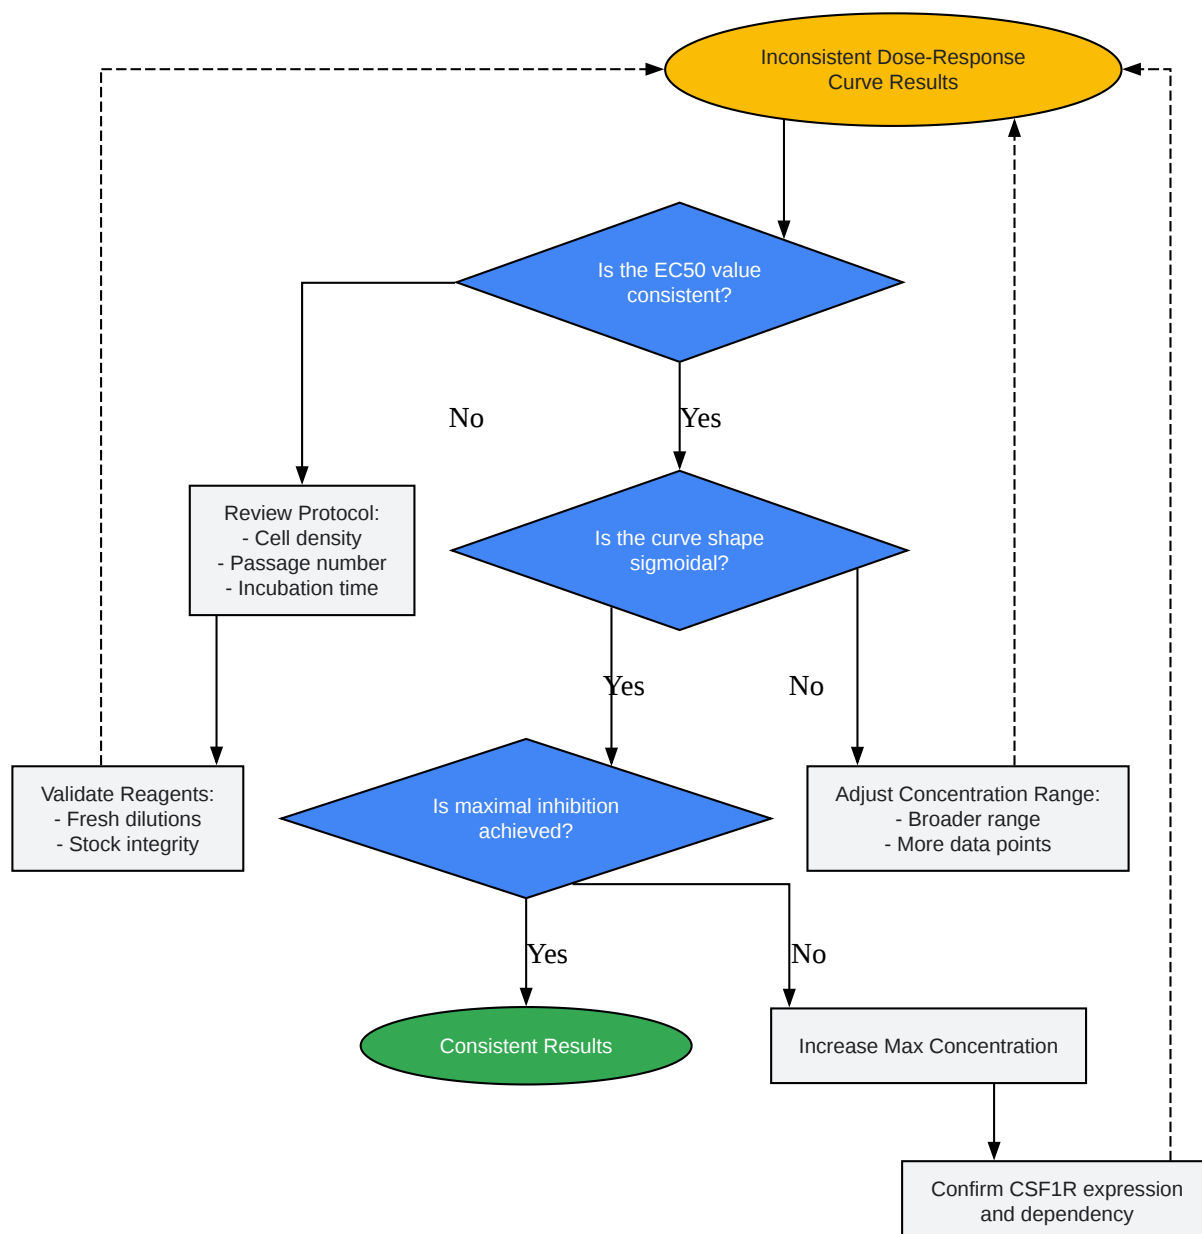 Inconsistent Dose-Response
Curve Results
Is the EC50 value
consistent?
No
Yes
Review Protocol:
- Cell density
- Passage number
- Incubation time
Is the curve shape
sigmoidal?
Yes
No
Validate Reagents:
- Fresh dilutions
- Stock integrity
Is maximal inhibition
achieved?
Adjust Concentration Range:
- Broader range
- More data points
Yes
No
Consistent Results
Increase Max Concentration
Confirm CSF1R expression
and dependency